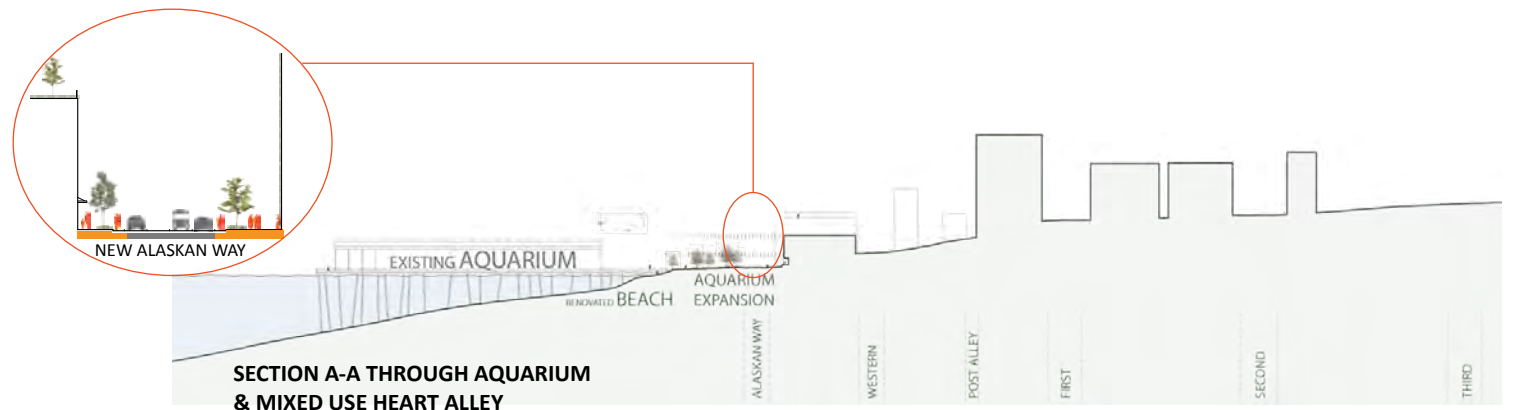 NEW ALASKAN WAY
EXISTING AQUARIUM
RENOVATED BEACH
AQUARIUM
EXPANSION
ALASKAN WAY
WESTERN
POST ALLEY
FIRST
SECOND
THIRD
SECTION A-A THROUGH AQUARIUM
& MIXED USE HEART ALLEY